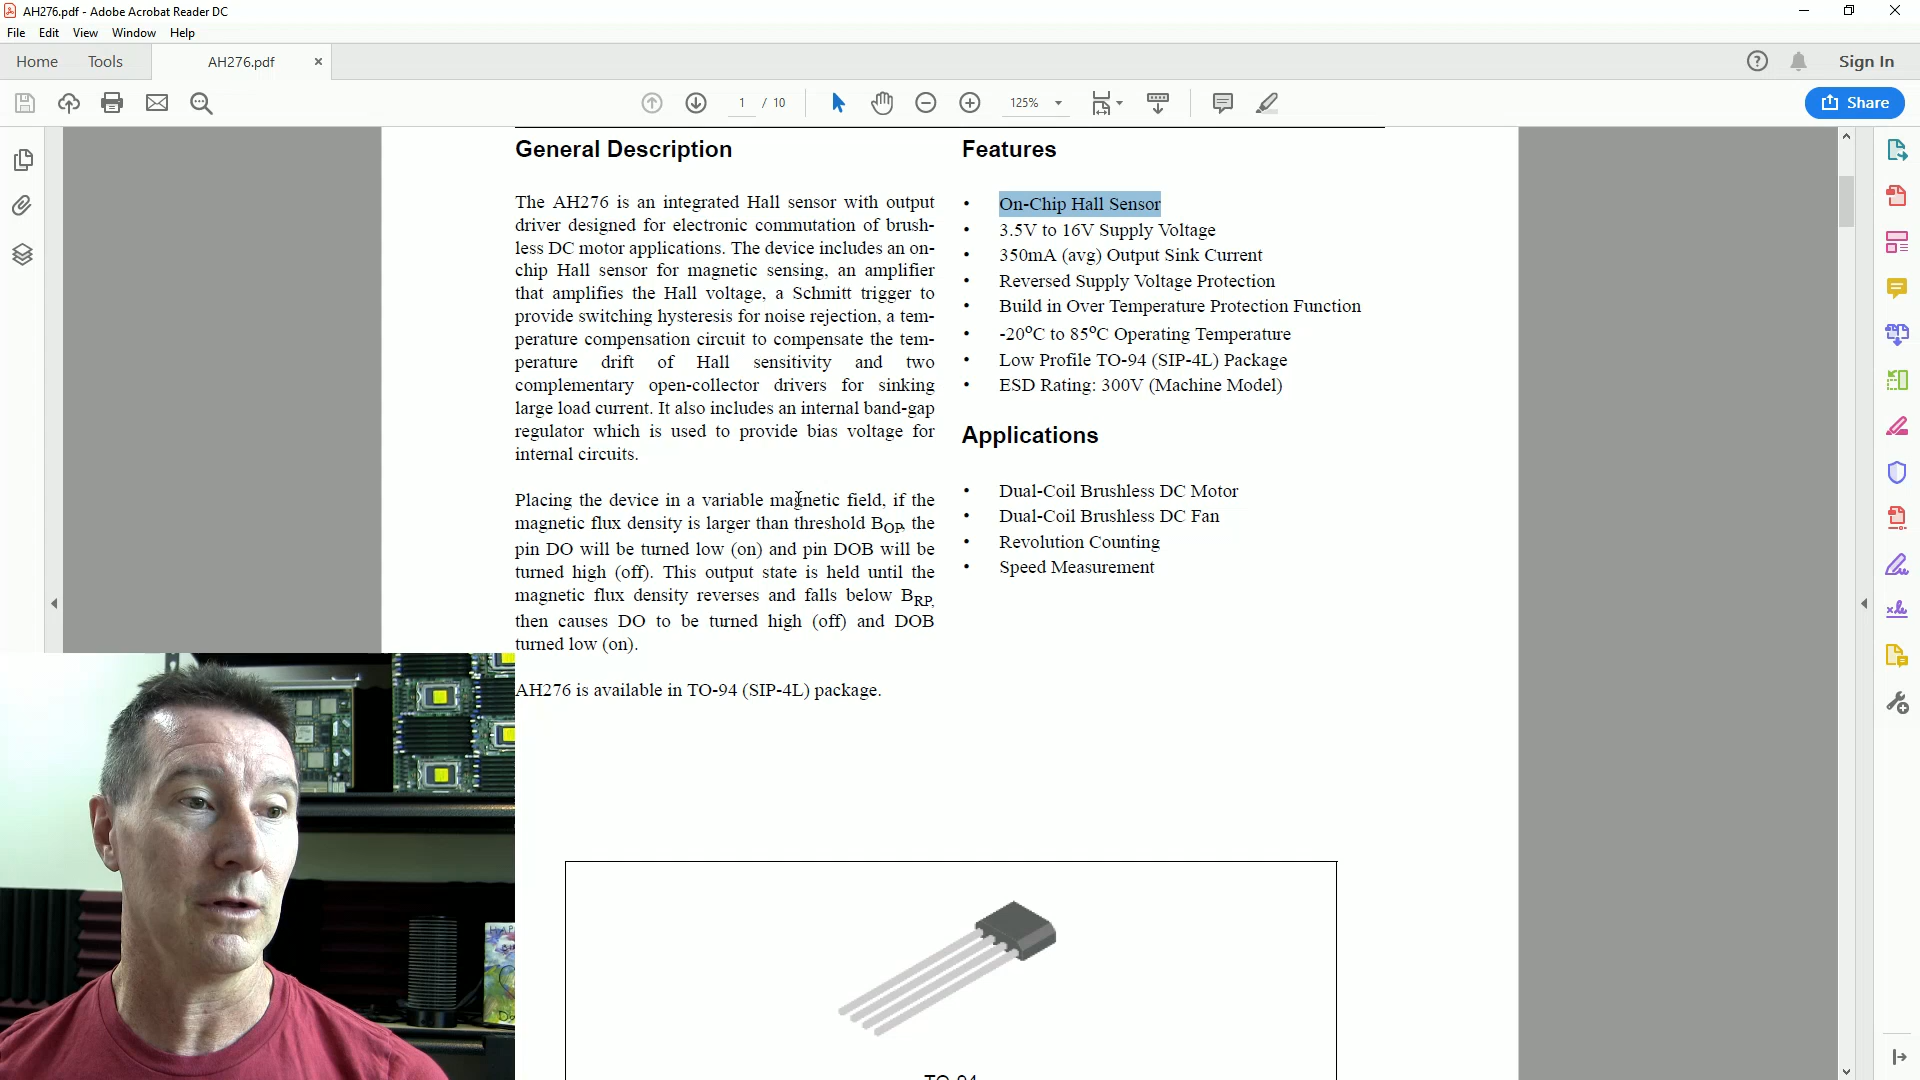 AH276.pdf - Adobe Acrobat Reader DC
File Edit View Window Help
Home Tools AH276.pdf × Sign In
1 / 10 125% Share
General Description
The AH276 is an integrated Hall sensor with output
driver designed for electronic commutation of brush-
less DC motor applications. The device includes an on-
chip Hall sensor for magnetic sensing, an amplifier
that amplifies the Hall voltage, a Schmitt trigger to
provide switching hysteresis for noise rejection, a tem-
perature compensation circuit to compensate the tem-
perature drift of Hall sensitivity and two
complementary open-collector drivers for sinking
large load current. It also includes an internal band-gap
regulator which is used to provide bias voltage for
internal circuits.
Placing the device in a variable magnetic field, if the
magnetic flux density is larger than threshold BOP, the
pin DO will be turned low (on) and pin DOB will be
turned high (off). This output state is held until the
magnetic flux density reverses and falls below BRP,
then causes DO to be turned high (off) and DOB
turned low (on).
AH276 is available in TO-94 (SIP-4L) package.
Features
• On-Chip Hall Sensor
• 3.5V to 16V Supply Voltage
• 350mA (avg) Output Sink Current
• Reversed Supply Voltage Protection
• Build in Over Temperature Protection Function
• -20°C to 85°C Operating Temperature
• Low Profile TO-94 (SIP-4L) Package
• ESD Rating: 300V (Machine Model)
Applications
• Dual-Coil Brushless DC Motor
• Dual-Coil Brushless DC Fan
• Revolution Counting
• Speed Measurement
TO-94